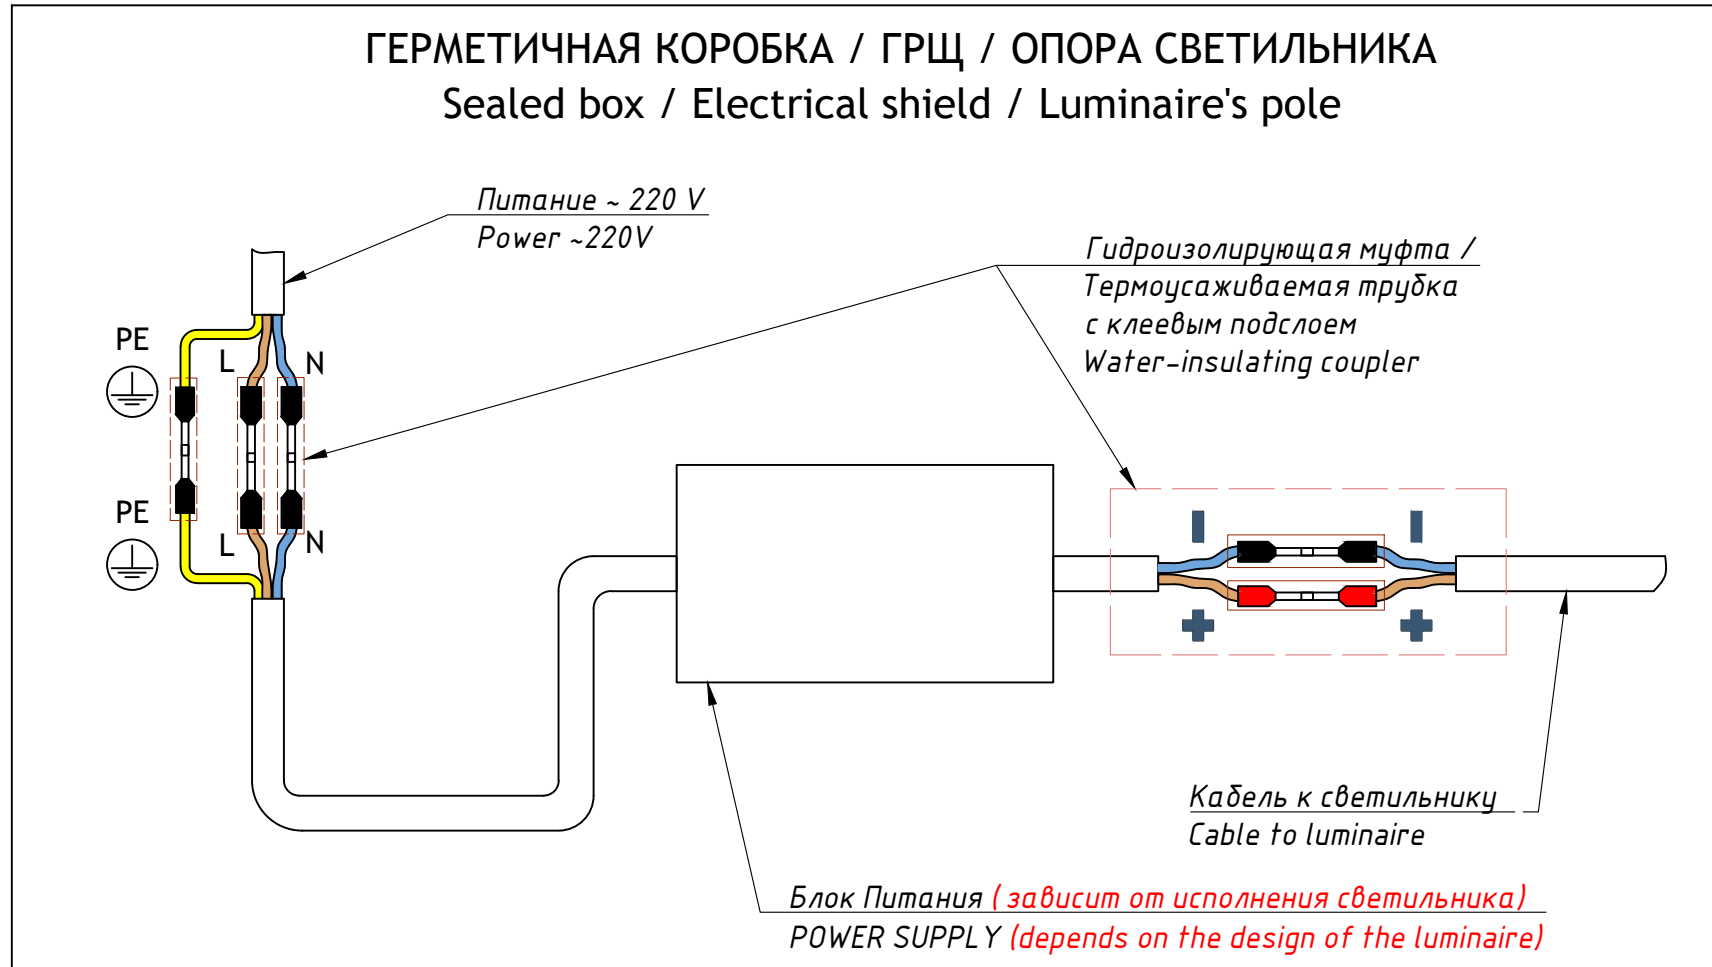 ГЕРМЕТИЧНАЯ КОРОБКА / ГРЩ / ОПОРА СВЕТИЛЬНИКА
Sealed box / Electrical shield / Luminaire's pole
Питание ~ 220 V
Power ~220V
Гидроизолирующая муфта /
Термоусаживаемая трубка
с клеевым подслоем
Water-insulating coupler
PE
L
N
PE
L
N
Кабель к светильнику
Cable to luminaire
Блок Питания ( зависит от исполнения светильника)
POWER SUPPLY (depends on the design of the luminaire)